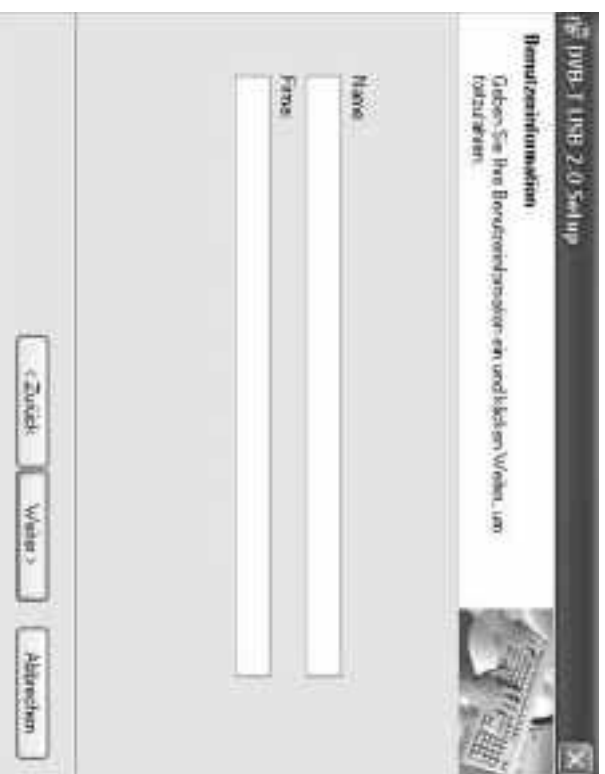 DVB-T USB 2.0 Setup
Benutzerinformation
Geben Sie Ihre Benutzerinformation ein und klicken Weiter, um
fortzufahren.
Name
Firma
< Zurück
Weiter >
Abbrechen